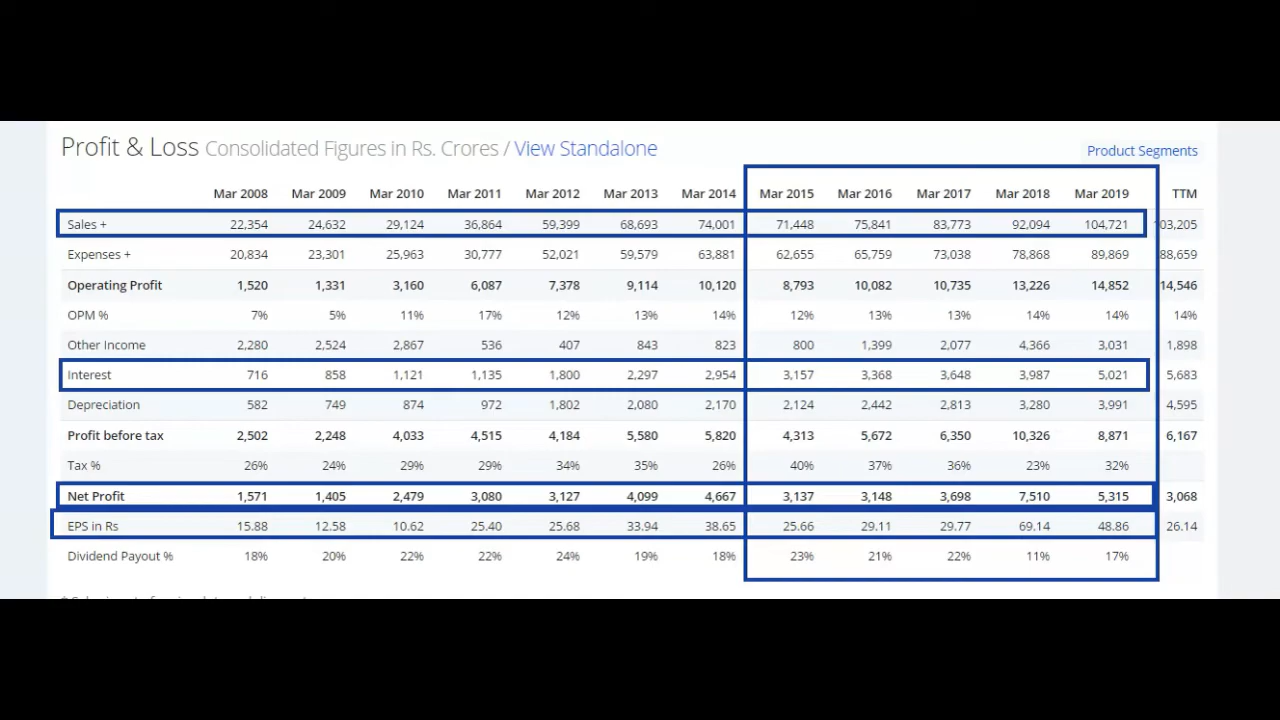 Profit & Loss Consolidated Figures in Rs. Crores / View Standalone
Product Segments
Mar 2008 Mar 2009 Mar 2010 Mar 2011 Mar 2012 Mar 2013 Mar 2014 Mar 2015 Mar 2016 Mar 2017 Mar 2018 Mar 2019 TTM
Sales + 22,354 24,632 29,124 36,864 59,399 68,693 74,001 71,448 75,841 83,773 92,094 104,721 03,205
Expenses + 20,834 23,301 25,963 30,777 52,021 59,579 63,881 62,655 65,759 73,038 78,868 89,869 88,659
Operating Profit 1,520 1,331 3,160 6,087 7,378 9,114 10,120 8,793 10,082 10,735 13,226 14,852 14,546
OPM % 7% 5% 11% 17% 12% 13% 14% 12% 13% 13% 14% 14% 14%
Other Income 2,280 2,524 2,867 536 407 843 823 800 1,399 2,077 4,366 3,031 1,898
Interest 716 858 1,121 1,135 1,800 2,297 2,954 3,157 3,368 3,648 3,987 5,021 5,683
Depreciation 582 749 874 972 1,802 2,080 2,170 2,124 2,442 2,813 3,280 3,991 4,595
Profit before tax 2,502 2,248 4,033 4,515 4,184 5,580 5,820 4,313 5,672 6,350 10,326 8,871 6,167
Tax % 26% 24% 29% 29% 34% 35% 26% 40% 37% 36% 23% 32%
Net Profit 1,571 1,405 2,479 3,080 3,127 4,099 4,667 3,137 3,148 3,698 7,510 5,315 3,068
EPS in Rs 15.88 12.58 10.62 25.40 25.68 33.94 38.65 25.66 29.11 29.77 69.14 48.86 26.14
Dividend Payout % 18% 20% 22% 22% 24% 19% 18% 23% 21% 22% 11% 17%